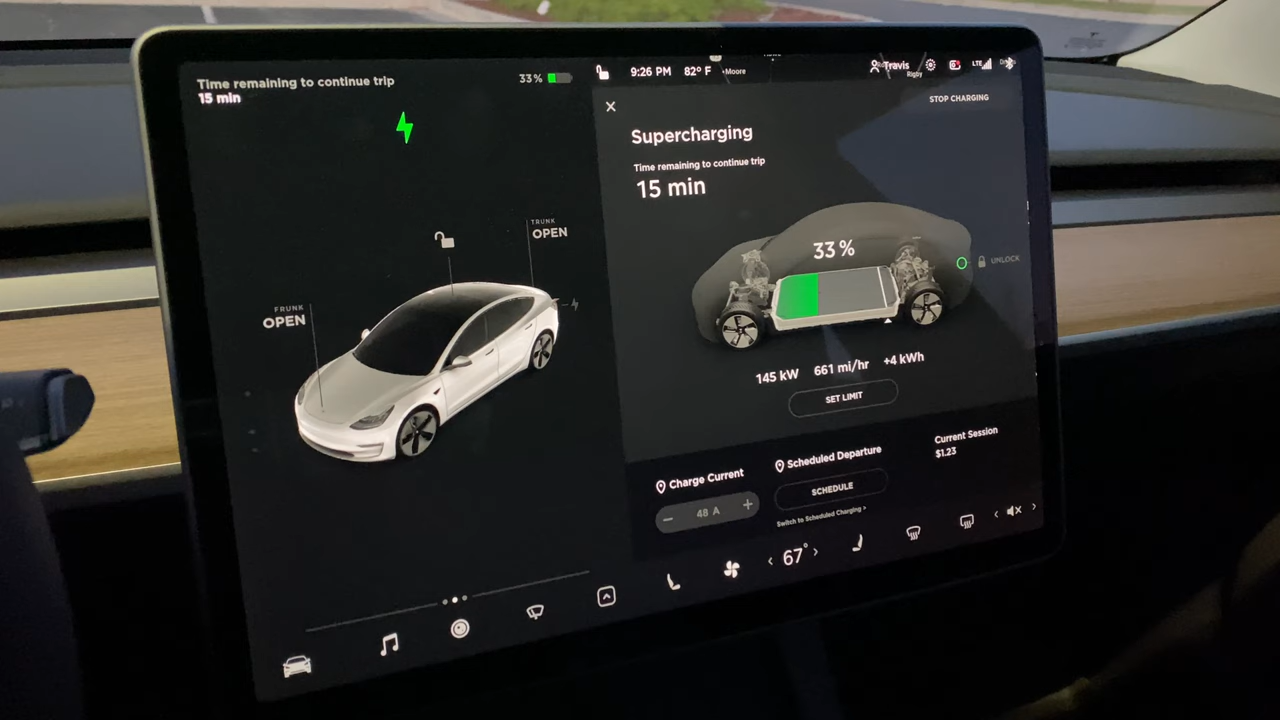 Time remaining to continue trip
15 min
33 %
9:26 PM
82° F
Moore
Travis
Rigby
LTE
STOP CHARGING
Supercharging
Time remaining to continue trip
15 min
33 %
UNLOCK
TRUNK
OPEN
FRUNK
OPEN
145 kW 661 mi/hr +4 kWh
SET LIMIT
Charge Current
48 A
Scheduled Departure
SCHEDULE
Switch to Scheduled Charging >
Current Session
$1.23
67°